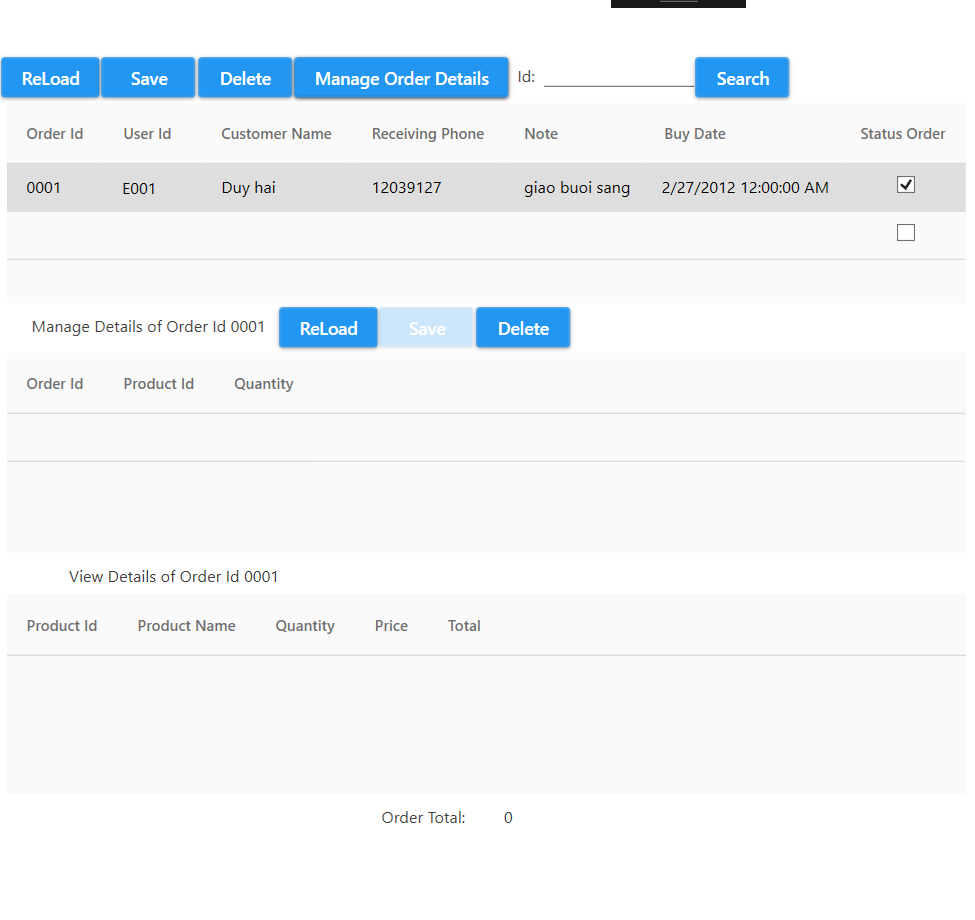 ReLoad Save Delete Manage Order Details Id: Search
Order Id User Id Customer Name Receiving Phone Note Buy Date Status Order
0001 E001 Duy hai 12039127 giao buoi sang 2/27/2012 12:00:00 AM
Manage Details of Order Id 0001 ReLoad Save Delete
Order Id Product Id Quantity
View Details of Order Id 0001
Product Id Product Name Quantity Price Total
Order Total: 0